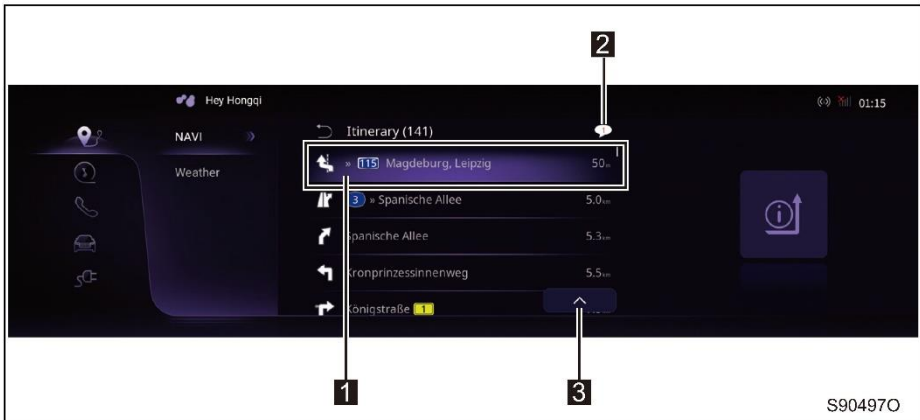 2
Hey Hongqi
01:15
NAVI
Itinerary (141)
Weather
» 115 Magdeburg, Leipzig 50m
3 » Spanische Allee 5.0km
Spanische Allee 5.3km
Kronprinzessinnenweg 5.5km
Königstraße 1
1
3
S90497O